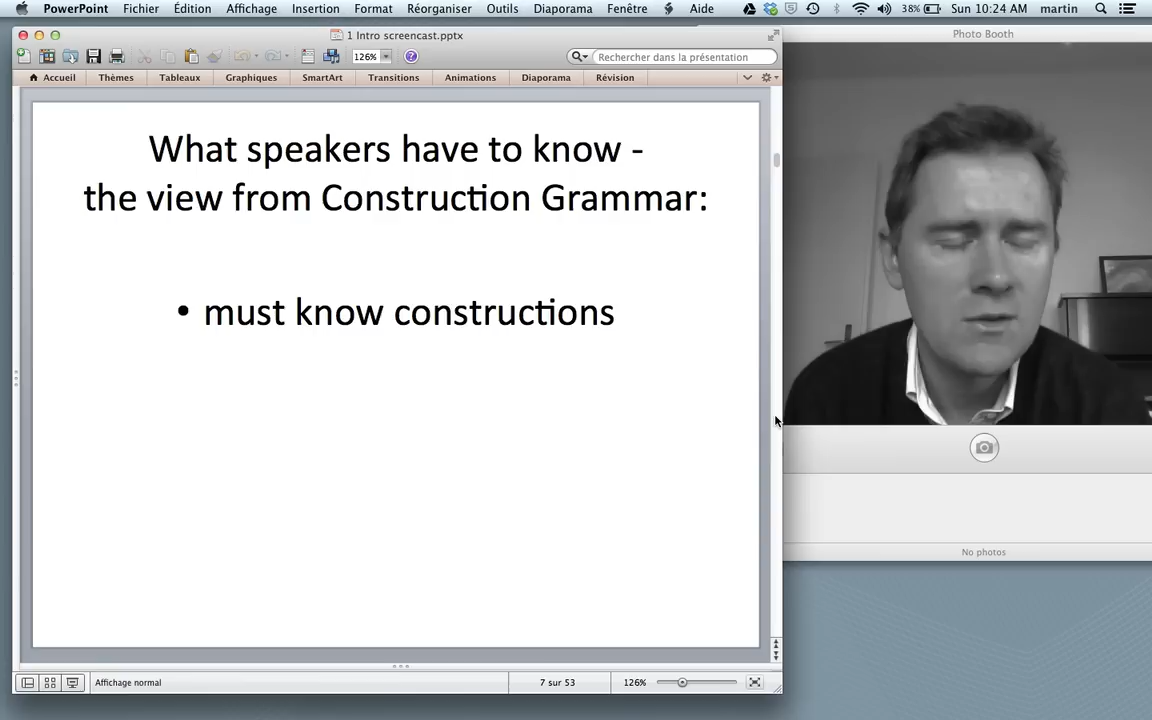 PowerPoint Fichier Édition Affichage Insertion Format Réorganiser Outils Diaporama Fenêtre Aide 38% Sun 10:24 AM martin
1 Intro screencast.pptx
Photo Booth
126%
Rechercher dans la présentation
Accueil Thèmes Tableaux Graphiques SmartArt Transitions Animations Diaporama Révision
What speakers have to know -
the view from Construction Grammar:
• must know constructions
No photos
Affichage normal 7 sur 53 126%